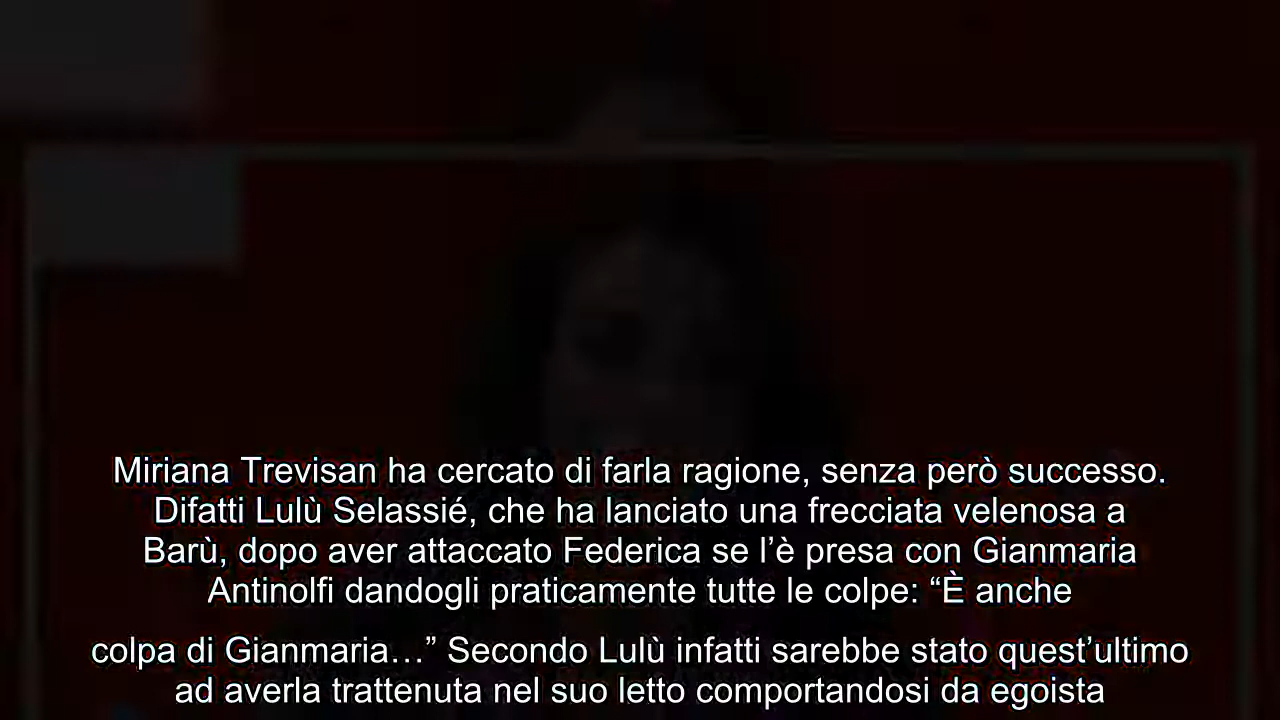 Miriana Trevisan ha cercato di farla ragione, senza però successo.
Difatti Lulù Selassié, che ha lanciato una frecciata velenosa a
Barù, dopo aver attaccato Federica se l’è presa con Gianmaria
Antinolfi dandogli praticamente tutte le colpe: “È anche
colpa di Gianmaria…” Secondo Lulù infatti sarebbe stato quest’ultimo
ad averla trattenuta nel suo letto comportandosi da egoista